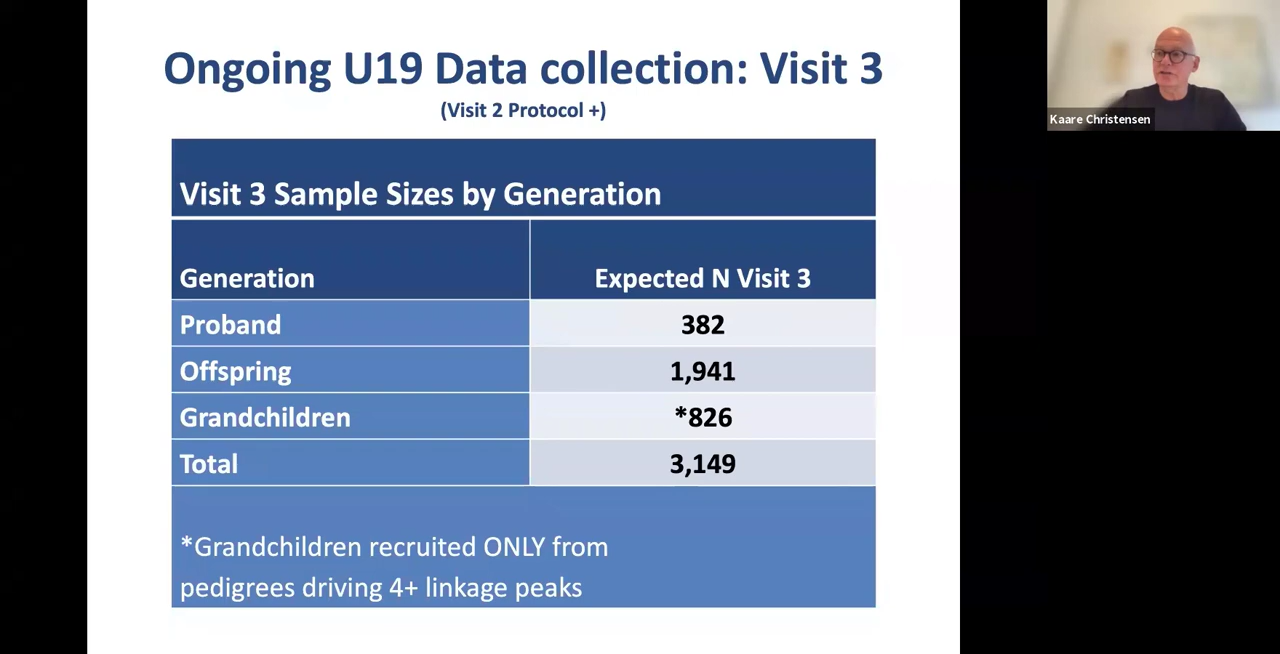 Ongoing U19 Data collection: Visit 3
(Visit 2 Protocol +)
Visit 3 Sample Sizes by Generation
Generation Expected N Visit 3
Proband 382
Offspring 1,941
Grandchildren *826
Total 3,149
*Grandchildren recruited ONLY from
pedigrees driving 4+ linkage peaks
Kaare Christensen